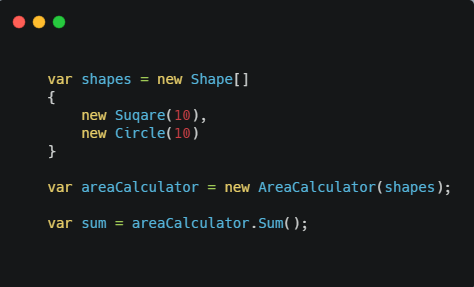 var shapes = new Shape[]
{
    new Suqare(10),
    new Circle(10)
}
var areaCalculator = new AreaCalculator(shapes);
var sum = areaCalculator.Sum();